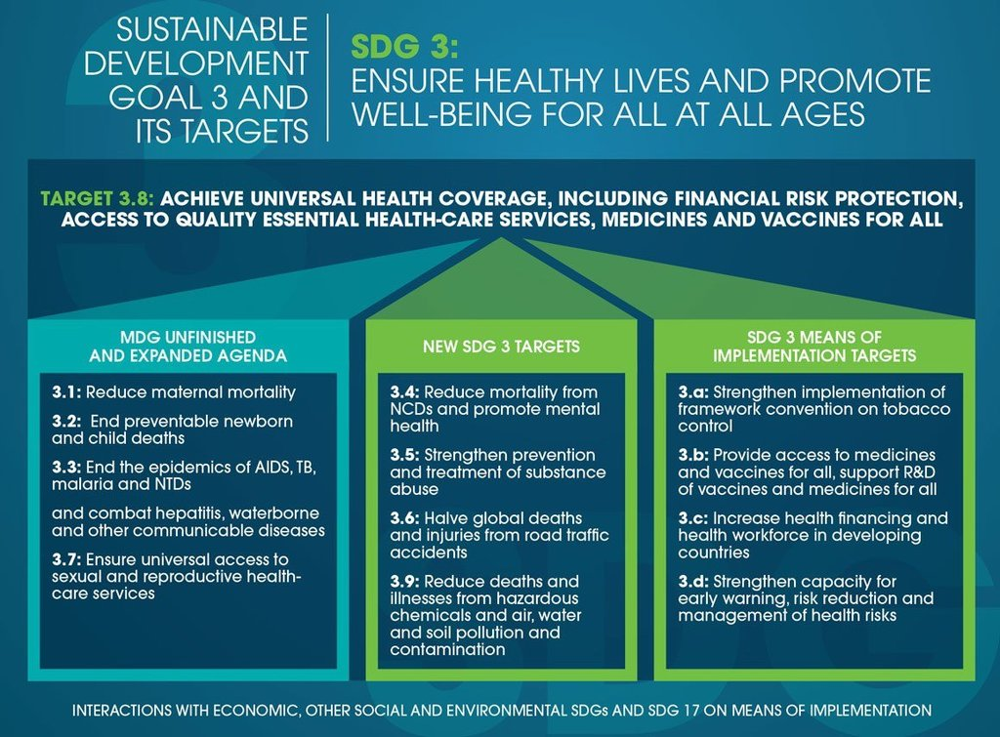 SUSTAINABLE
DEVELOPMENT
GOAL 3 AND
ITS TARGETS
SDG 3:
ENSURE HEALTHY LIVES AND PROMOTE
WELL-BEING FOR ALL AT ALL AGES
TARGET 3.8: ACHIEVE UNIVERSAL HEALTH COVERAGE, INCLUDING FINANCIAL RISK PROTECTION,
ACCESS TO QUALITY ESSENTIAL HEALTH-CARE SERVICES, MEDICINES AND VACCINES FOR ALL
MDG UNFINISHED
AND EXPANDED AGENDA
3.1: Reduce maternal mortality
3.2: End preventable newborn
and child deaths
3.3: End the epidemics of AIDS, TB,
malaria and NTDs
and combat hepatitis, waterborne
and other communicable diseases
3.7: Ensure universal access to
sexual and reproductive health-
care services
NEW SDG 3 TARGETS
3.4: Reduce mortality from
NCDs and promote mental
health
3.5: Strengthen prevention
and treatment of substance
abuse
3.6: Halve global deaths
and injuries from road traffic
accidents
3.9: Reduce deaths and
illnesses from hazardous
chemicals and air, water
and soil pollution and
contamination
SDG 3 MEANS OF
IMPLEMENTATION TARGETS
3.a: Strengthen implementation of
framework convention on tobacco
control
3.b: Provide access to medicines
and vaccines for all, support R&D
of vaccines and medicines for all
3.c: Increase health financing and
health workforce in developing
countries
3.d: Strengthen capacity for
early warning, risk reduction and
management of health risks
INTERACTIONS WITH ECONOMIC, OTHER SOCIAL AND ENVIRONMENTAL SDGs AND SDG 17 ON MEANS OF IMPLEMENTATION
3
SDG